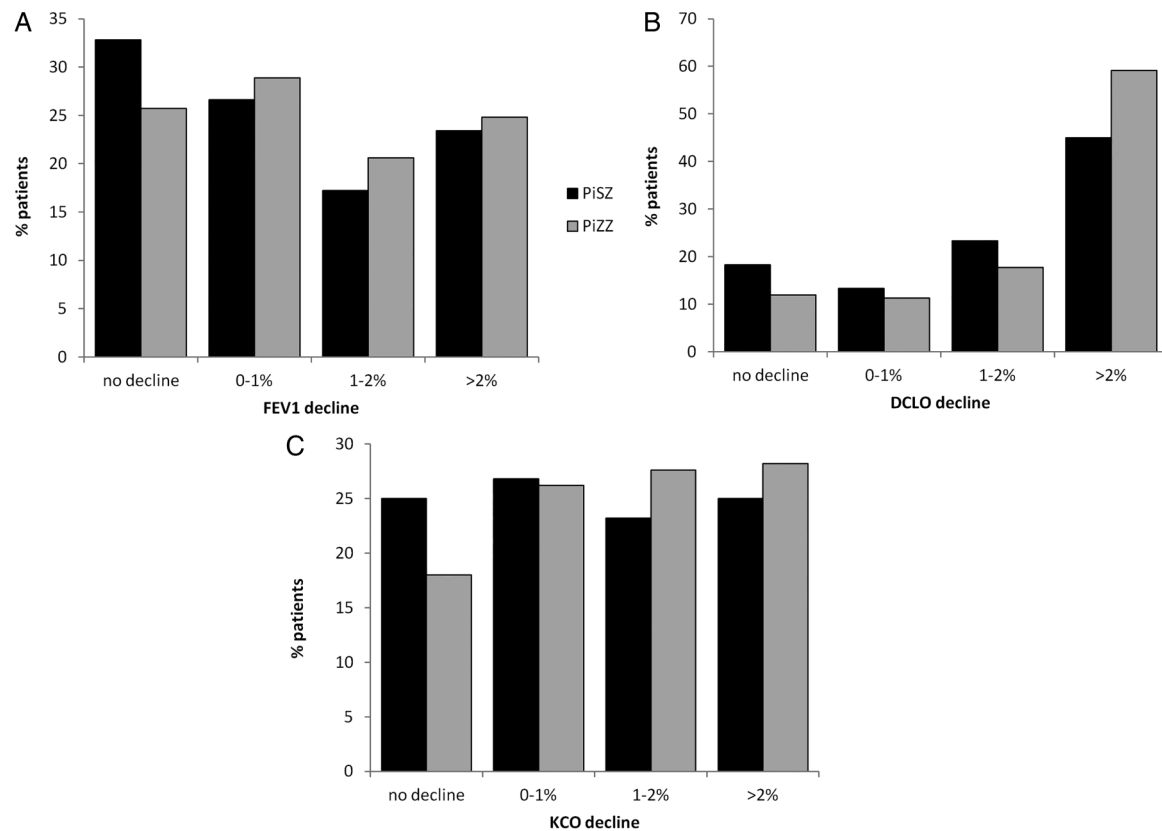 A
35
30
25
20
15
10
5
0
% patients
no decline 0-1% 1-2% >2%
FEV1 decline
PiSZ
PiZZ
B
70
60
50
40
30
20
10
0
% patients
no decline 0-1% 1-2% >2%
DCLO decline
C
30
25
20
15
10
5
0
% patients
no decline 0-1% 1-2% >2%
KCO decline